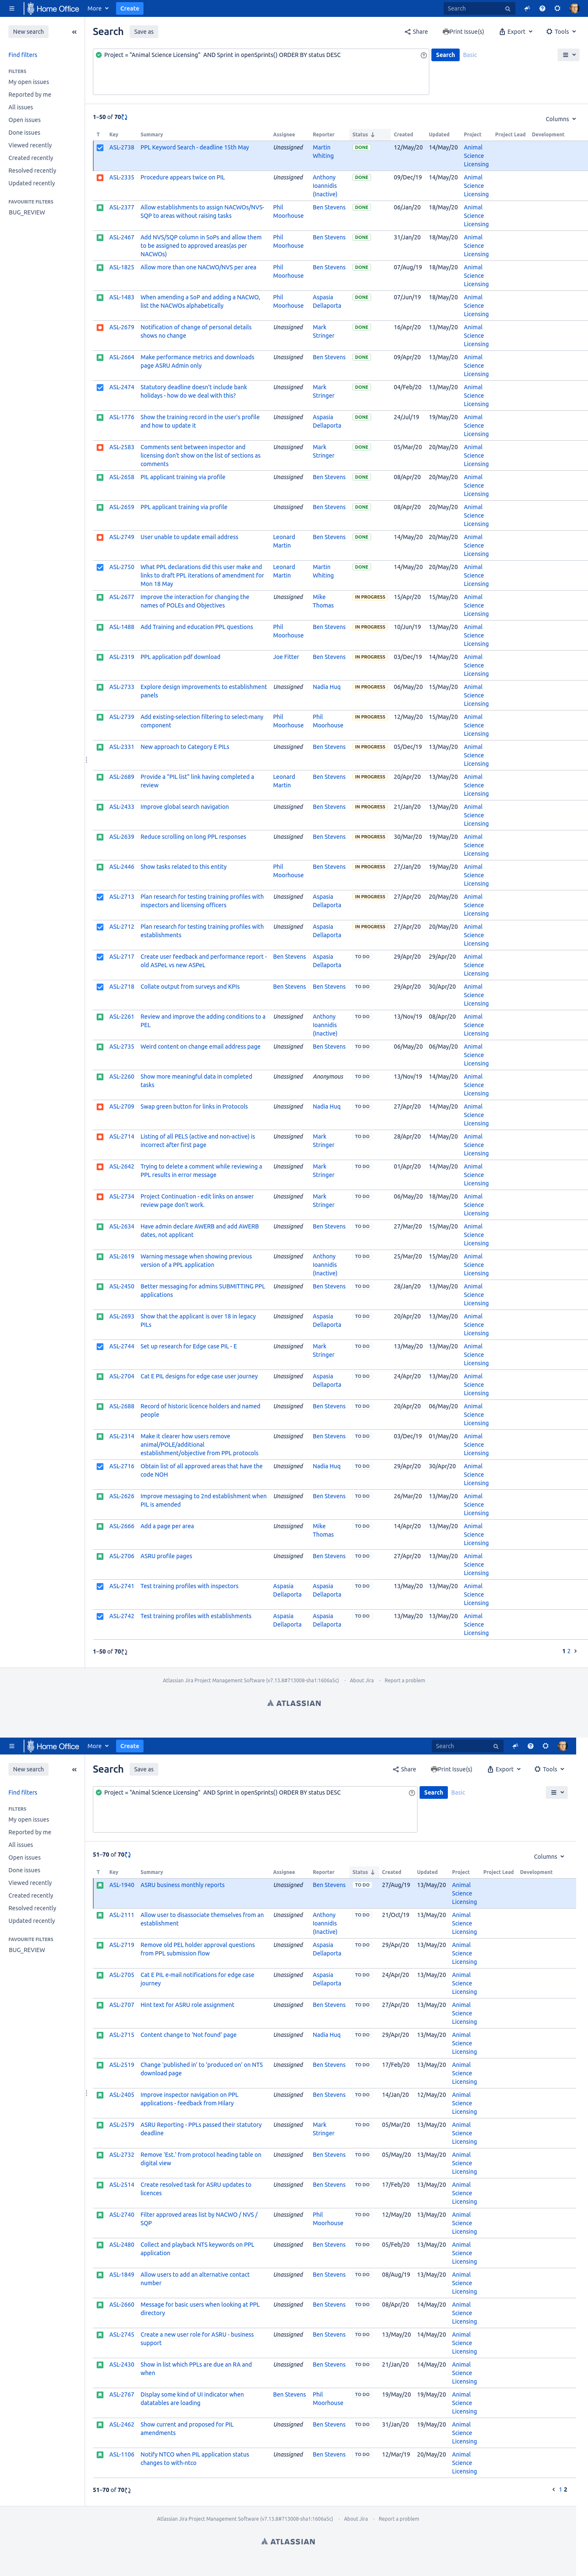 Home Office More Create Search
New search
Find filters
FILTERS
My open issues
Reported by me
All issues
Open issues
Done issues
Viewed recently
Created recently
Resolved recently
Updated recently
FAVOURITE FILTERS
BUG_REVIEW
Search Save as Share Print Issue(s) Export Tools
Project = "Animal Science Licensing" AND Sprint in openSprints() ORDER BY status DESC Search Basic
1–50 of 70 Columns
T Key Summary Assignee Reporter Status Created Updated Project Project Lead Development
ASL-2738 PPL Keyword Search - deadline 15th May Unassigned Martin Whiting DONE 12/May/20 14/May/20 Animal Science Licensing
ASL-2335 Procedure appears twice on PIL Unassigned Anthony Ioannidis (Inactive) DONE 09/Dec/19 14/May/20 Animal Science Licensing
ASL-2377 Allow establishments to assign NACWOs/NVS-SQP to areas without raising tasks Phil Moorhouse Ben Stevens DONE 06/Jan/20 18/May/20 Animal Science Licensing
ASL-2467 Add NVS/SQP column in SoPs and allow them to be assigned to approved areas(as per NACWOs) Phil Moorhouse Ben Stevens DONE 31/Jan/20 18/May/20 Animal Science Licensing
ASL-1825 Allow more than one NACWO/NVS per area Phil Moorhouse Ben Stevens DONE 07/Aug/19 18/May/20 Animal Science Licensing
ASL-1483 When amending a SoP and adding a NACWO, list the NACWOs alphabetically Phil Moorhouse Aspasia Dellaporta DONE 07/Jun/19 18/May/20 Animal Science Licensing
ASL-2679 Notification of change of personal details shows no change Unassigned Mark Stringer DONE 16/Apr/20 13/May/20 Animal Science Licensing
ASL-2664 Make performance metrics and downloads page ASRU Admin only Unassigned Ben Stevens DONE 09/Apr/20 13/May/20 Animal Science Licensing
ASL-2474 Statutory deadline doesn't include bank holidays - how do we deal with this? Unassigned Mark Stringer DONE 04/Feb/20 13/May/20 Animal Science Licensing
ASL-1776 Show the training record in the user's profile and how to update it Unassigned Aspasia Dellaporta DONE 24/Jul/19 19/May/20 Animal Science Licensing
ASL-2583 Comments sent between inspector and licensing don't show on the list of sections as comments Unassigned Mark Stringer DONE 05/Mar/20 20/May/20 Animal Science Licensing
ASL-2658 PIL applicant training via profile Unassigned Ben Stevens DONE 08/Apr/20 20/May/20 Animal Science Licensing
ASL-2659 PPL applicant training via profile Unassigned Ben Stevens DONE 08/Apr/20 20/May/20 Animal Science Licensing
ASL-2749 User unable to update email address Leonard Martin Ben Stevens DONE 14/May/20 20/May/20 Animal Science Licensing
ASL-2750 What PPL declarations did this user make and links to draft PPL iterations of amendment for Mon 18 May Leonard Martin Martin Whiting DONE 14/May/20 20/May/20 Animal Science Licensing
ASL-2677 Improve the interaction for changing the names of POLEs and Objectives Unassigned Mike Thomas IN PROGRESS 15/Apr/20 15/May/20 Animal Science Licensing
ASL-1488 Add Training and education PPL questions Phil Moorhouse Ben Stevens IN PROGRESS 10/Jun/19 13/May/20 Animal Science Licensing
ASL-2319 PPL application pdf download Joe Fitter Ben Stevens IN PROGRESS 03/Dec/19 14/May/20 Animal Science Licensing
ASL-2733 Explore design improvements to establishment panels Unassigned Nadia Huq IN PROGRESS 06/May/20 15/May/20 Animal Science Licensing
ASL-2739 Add existing-selection filtering to select-many component Phil Moorhouse Phil Moorhouse IN PROGRESS 12/May/20 15/May/20 Animal Science Licensing
ASL-2331 New approach to Category E PILs Unassigned Ben Stevens IN PROGRESS 05/Dec/19 13/May/20 Animal Science Licensing
ASL-2689 Provide a "PIL list" link having completed a review Leonard Martin Ben Stevens IN PROGRESS 20/Apr/20 13/May/20 Animal Science Licensing
ASL-2433 Improve global search navigation Unassigned Ben Stevens IN PROGRESS 21/Jan/20 13/May/20 Animal Science Licensing
ASL-2639 Reduce scrolling on long PPL responses Unassigned Ben Stevens IN PROGRESS 30/Mar/20 19/May/20 Animal Science Licensing
ASL-2446 Show tasks related to this entity Phil Moorhouse Ben Stevens IN PROGRESS 27/Jan/20 19/May/20 Animal Science Licensing
ASL-2713 Plan research for testing training profiles with inspectors and licensing officers Unassigned Aspasia Dellaporta IN PROGRESS 27/Apr/20 20/May/20 Animal Science Licensing
ASL-2712 Plan research for testing training profiles with establishments Unassigned Aspasia Dellaporta IN PROGRESS 27/Apr/20 20/May/20 Animal Science Licensing
ASL-2717 Create user feedback and performance report - old ASPeL vs new ASPeL Ben Stevens Aspasia Dellaporta TO DO 29/Apr/20 29/Apr/20 Animal Science Licensing
ASL-2718 Collate output from surveys and KPIs Ben Stevens Ben Stevens TO DO 29/Apr/20 30/Apr/20 Animal Science Licensing
ASL-2261 Review and improve the adding conditions to a PEL Unassigned Anthony Ioannidis (Inactive) TO DO 13/Nov/19 08/Apr/20 Animal Science Licensing
ASL-2735 Weird content on change email address page Unassigned Ben Stevens TO DO 06/May/20 06/May/20 Animal Science Licensing
ASL-2260 Show more meaningful data in completed tasks Unassigned Anonymous TO DO 13/Nov/19 14/May/20 Animal Science Licensing
ASL-2709 Swap green button for links in Protocols Unassigned Nadia Huq TO DO 27/Apr/20 14/May/20 Animal Science Licensing
ASL-2714 Listing of all PELS (active and non-active) is incorrect after first page Unassigned Mark Stringer TO DO 28/Apr/20 14/May/20 Animal Science Licensing
ASL-2642 Trying to delete a comment while reviewing a PPL results in error message Unassigned Mark Stringer TO DO 01/Apr/20 14/May/20 Animal Science Licensing
ASL-2734 Project Continuation - edit links on answer review page don't work. Unassigned Mark Stringer TO DO 06/May/20 18/May/20 Animal Science Licensing
ASL-2634 Have admin declare AWERB and add AWERB dates, not applicant Unassigned Ben Stevens TO DO 27/Mar/20 15/May/20 Animal Science Licensing
ASL-2619 Warning message when showing previous version of a PPL application Unassigned Anthony Ioannidis (Inactive) TO DO 25/Mar/20 15/May/20 Animal Science Licensing
ASL-2450 Better messaging for admins SUBMITTING PPL applications Unassigned Ben Stevens TO DO 28/Jan/20 13/May/20 Animal Science Licensing
ASL-2693 Show that the applicant is over 18 in legacy PILs Unassigned Aspasia Dellaporta TO DO 20/Apr/20 13/May/20 Animal Science Licensing
ASL-2744 Set up research for Edge case PIL - E Unassigned Mark Stringer TO DO 13/May/20 13/May/20 Animal Science Licensing
ASL-2704 Cat E PIL designs for edge case user journey Unassigned Aspasia Dellaporta TO DO 24/Apr/20 13/May/20 Animal Science Licensing
ASL-2688 Record of historic licence holders and named people Unassigned Ben Stevens TO DO 20/Apr/20 06/May/20 Animal Science Licensing
ASL-2314 Make it clearer how users remove animal/POLE/additional establishment/objective from PPL protocols Unassigned Ben Stevens TO DO 03/Dec/19 01/May/20 Animal Science Licensing
ASL-2716 Obtain list of all approved areas that have the code NOH Unassigned Nadia Huq TO DO 29/Apr/20 30/Apr/20 Animal Science Licensing
ASL-2626 Improve messaging to 2nd establishment when PIL is amended Unassigned Ben Stevens TO DO 26/Mar/20 13/May/20 Animal Science Licensing
ASL-2666 Add a page per area Unassigned Mike Thomas TO DO 14/Apr/20 13/May/20 Animal Science Licensing
ASL-2706 ASRU profile pages Unassigned Ben Stevens TO DO 27/Apr/20 13/May/20 Animal Science Licensing
ASL-2741 Test training profiles with inspectors Aspasia Dellaporta Aspasia Dellaporta TO DO 13/May/20 13/May/20 Animal Science Licensing
ASL-2742 Test training profiles with establishments Aspasia Dellaporta Aspasia Dellaporta TO DO 13/May/20 13/May/20 Animal Science Licensing
1–50 of 70 1 2
Atlassian Jira Project Management Software (v7.13.8#713008-sha1:1606a5c) · About Jira · Report a problem
ATLASSIAN
Home Office More Create Search
New search
Find filters
FILTERS
My open issues
Reported by me
All issues
Open issues
Done issues
Viewed recently
Created recently
Resolved recently
Updated recently
FAVOURITE FILTERS
BUG_REVIEW
Search Save as Share Print Issue(s) Export Tools
Project = "Animal Science Licensing" AND Sprint in openSprints() ORDER BY status DESC Search Basic
51–70 of 70 Columns
T Key Summary Assignee Reporter Status Created Updated Project Project Lead Development
ASL-1940 ASRU business monthly reports Unassigned Ben Stevens TO DO 27/Aug/19 13/May/20 Animal Science Licensing
ASL-2111 Allow user to disassociate themselves from an establishment Unassigned Anthony Ioannidis (Inactive) TO DO 21/Oct/19 13/May/20 Animal Science Licensing
ASL-2719 Remove old PEL holder approval questions from PPL submission flow Unassigned Aspasia Dellaporta TO DO 29/Apr/20 13/May/20 Animal Science Licensing
ASL-2705 Cat E PIL e-mail notifications for edge case journey Unassigned Aspasia Dellaporta TO DO 24/Apr/20 13/May/20 Animal Science Licensing
ASL-2707 Hint text for ASRU role assignment Unassigned Ben Stevens TO DO 27/Apr/20 13/May/20 Animal Science Licensing
ASL-2715 Content change to 'Not found' page Unassigned Nadia Huq TO DO 29/Apr/20 13/May/20 Animal Science Licensing
ASL-2519 Change 'published in' to 'produced on' on NTS download page Unassigned Ben Stevens TO DO 17/Feb/20 13/May/20 Animal Science Licensing
ASL-2405 Improve inspector navigation on PPL applications - feedback from Hilary Unassigned Ben Stevens TO DO 14/Jan/20 12/May/20 Animal Science Licensing
ASL-2579 ASRU Reporting - PPLs passed their statutory deadline Unassigned Mark Stringer TO DO 05/Mar/20 13/May/20 Animal Science Licensing
ASL-2732 Remove 'Est.' from protocol heading table on digital view Unassigned Ben Stevens TO DO 05/May/20 13/May/20 Animal Science Licensing
ASL-2514 Create resolved task for ASRU updates to licences Unassigned Ben Stevens TO DO 17/Feb/20 13/May/20 Animal Science Licensing
ASL-2740 Filter approved areas list by NACWO / NVS / SQP Unassigned Phil Moorhouse TO DO 12/May/20 13/May/20 Animal Science Licensing
ASL-2480 Collect and playback NTS keywords on PPL application Unassigned Ben Stevens TO DO 05/Feb/20 13/May/20 Animal Science Licensing
ASL-1849 Allow users to add an alternative contact number Unassigned Ben Stevens TO DO 08/Aug/19 13/May/20 Animal Science Licensing
ASL-2660 Message for basic users when looking at PPL directory Unassigned Ben Stevens TO DO 08/Apr/20 14/May/20 Animal Science Licensing
ASL-2745 Create a new user role for ASRU - business support Unassigned Ben Stevens TO DO 13/May/20 14/May/20 Animal Science Licensing
ASL-2430 Show in list which PPLs are due an RA and when Unassigned Ben Stevens TO DO 21/Jan/20 14/May/20 Animal Science Licensing
ASL-2767 Display some kind of UI indicator when datatables are loading Ben Stevens Phil Moorhouse TO DO 19/May/20 19/May/20 Animal Science Licensing
ASL-2462 Show current and proposed for PIL amendments Unassigned Ben Stevens TO DO 31/Jan/20 19/May/20 Animal Science Licensing
ASL-1106 Notify NTCO when PIL application status changes to with-ntco Unassigned Ben Stevens TO DO 12/Mar/19 20/May/20 Animal Science Licensing
51–70 of 70 1 2
Atlassian Jira Project Management Software (v7.13.8#713008-sha1:1606a5c) · About Jira · Report a problem
ATLASSIAN